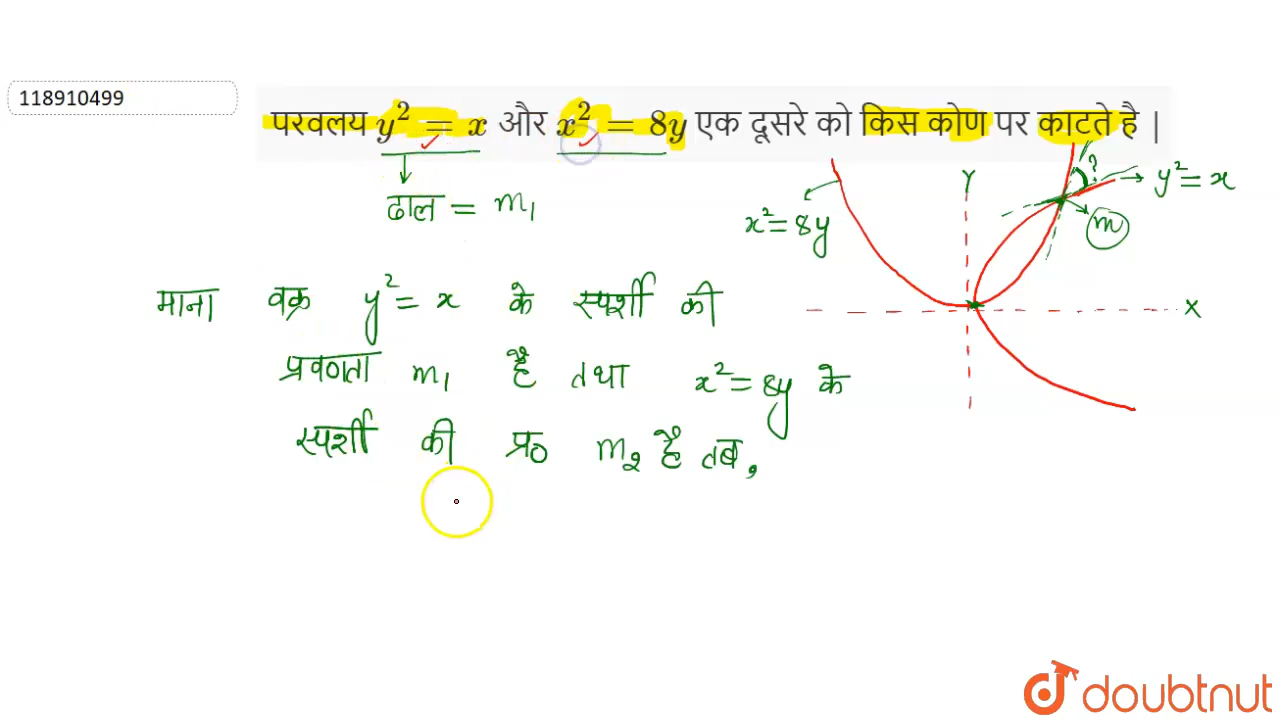 118910499
परवलय y² = x और x² = 8y एक दूसरे को किस कोण पर काटते है |
ढाल = m₁
x² = 8y
Y
?
y² = x
m
X
माना वक्र y² = x के स्पर्शी की
प्रवणता m₁ है तथा x² = 8y के
स्पर्शी की प्र० m₂ है तब,
doubtnut